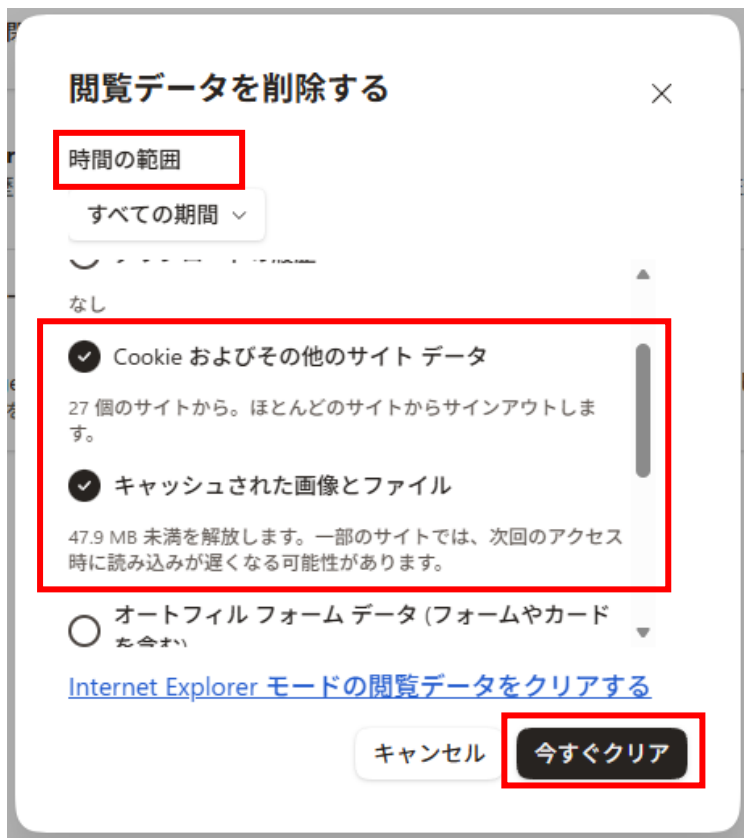 閲覧データを削除する
時間の範囲
すべての期間
なし
Cookie およびその他のサイト データ
27 個のサイトから。ほとんどのサイトからサインアウトしま
す。
キャッシュされた画像とファイル
47.9 MB 未満を解放します。一部のサイトでは、次回のアクセス
時に読み込みが遅くなる可能性があります。
オートフィル フォーム データ (フォームやカード
を含む)
Internet Explorer モードの閲覧データをクリアする
キャンセル
今すぐクリア